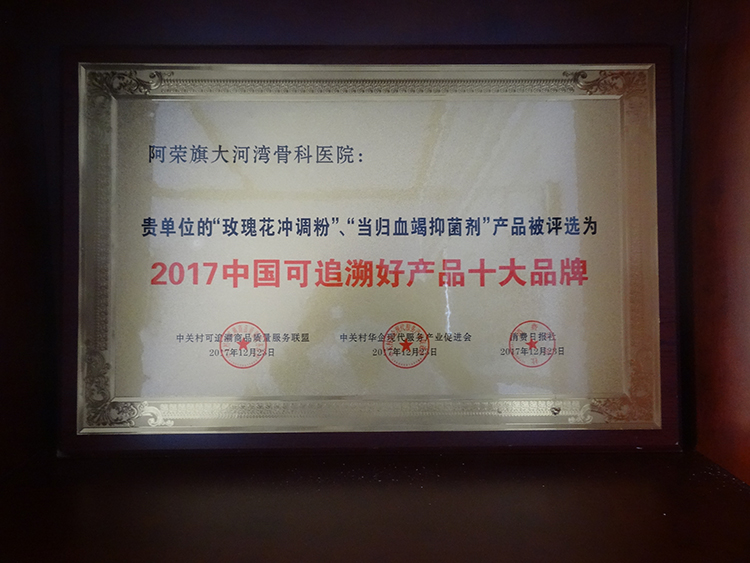 阿荣旗大河湾骨科医院：
贵单位的“玫瑰花冲调粉”、“当归血竭抑菌剂”产品被评选为
2017中国可追溯好产品十大品牌
中关村可追溯商品质量服务联盟 中关村华企现代服务产业促进会 消费日报社
2017年12月23日 2017年12月23日 2017年12月23日